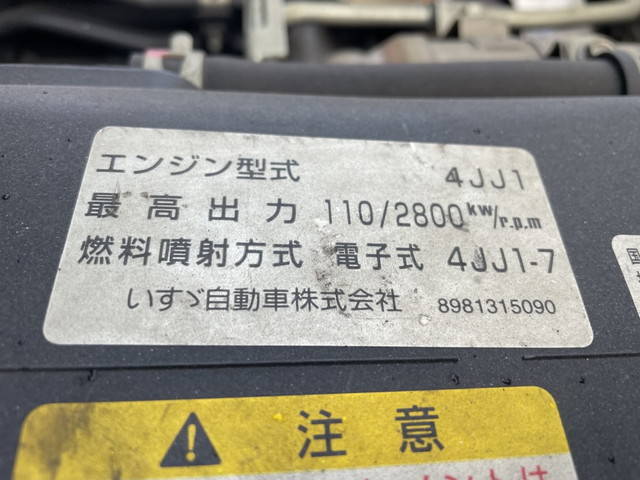 エンジン型式 4JJ1
最高出力 110/2800 kw/r.p.m
燃料噴射方式 電子式 4JJ1-7
いすゞ自動車株式会社 8981315090
注意